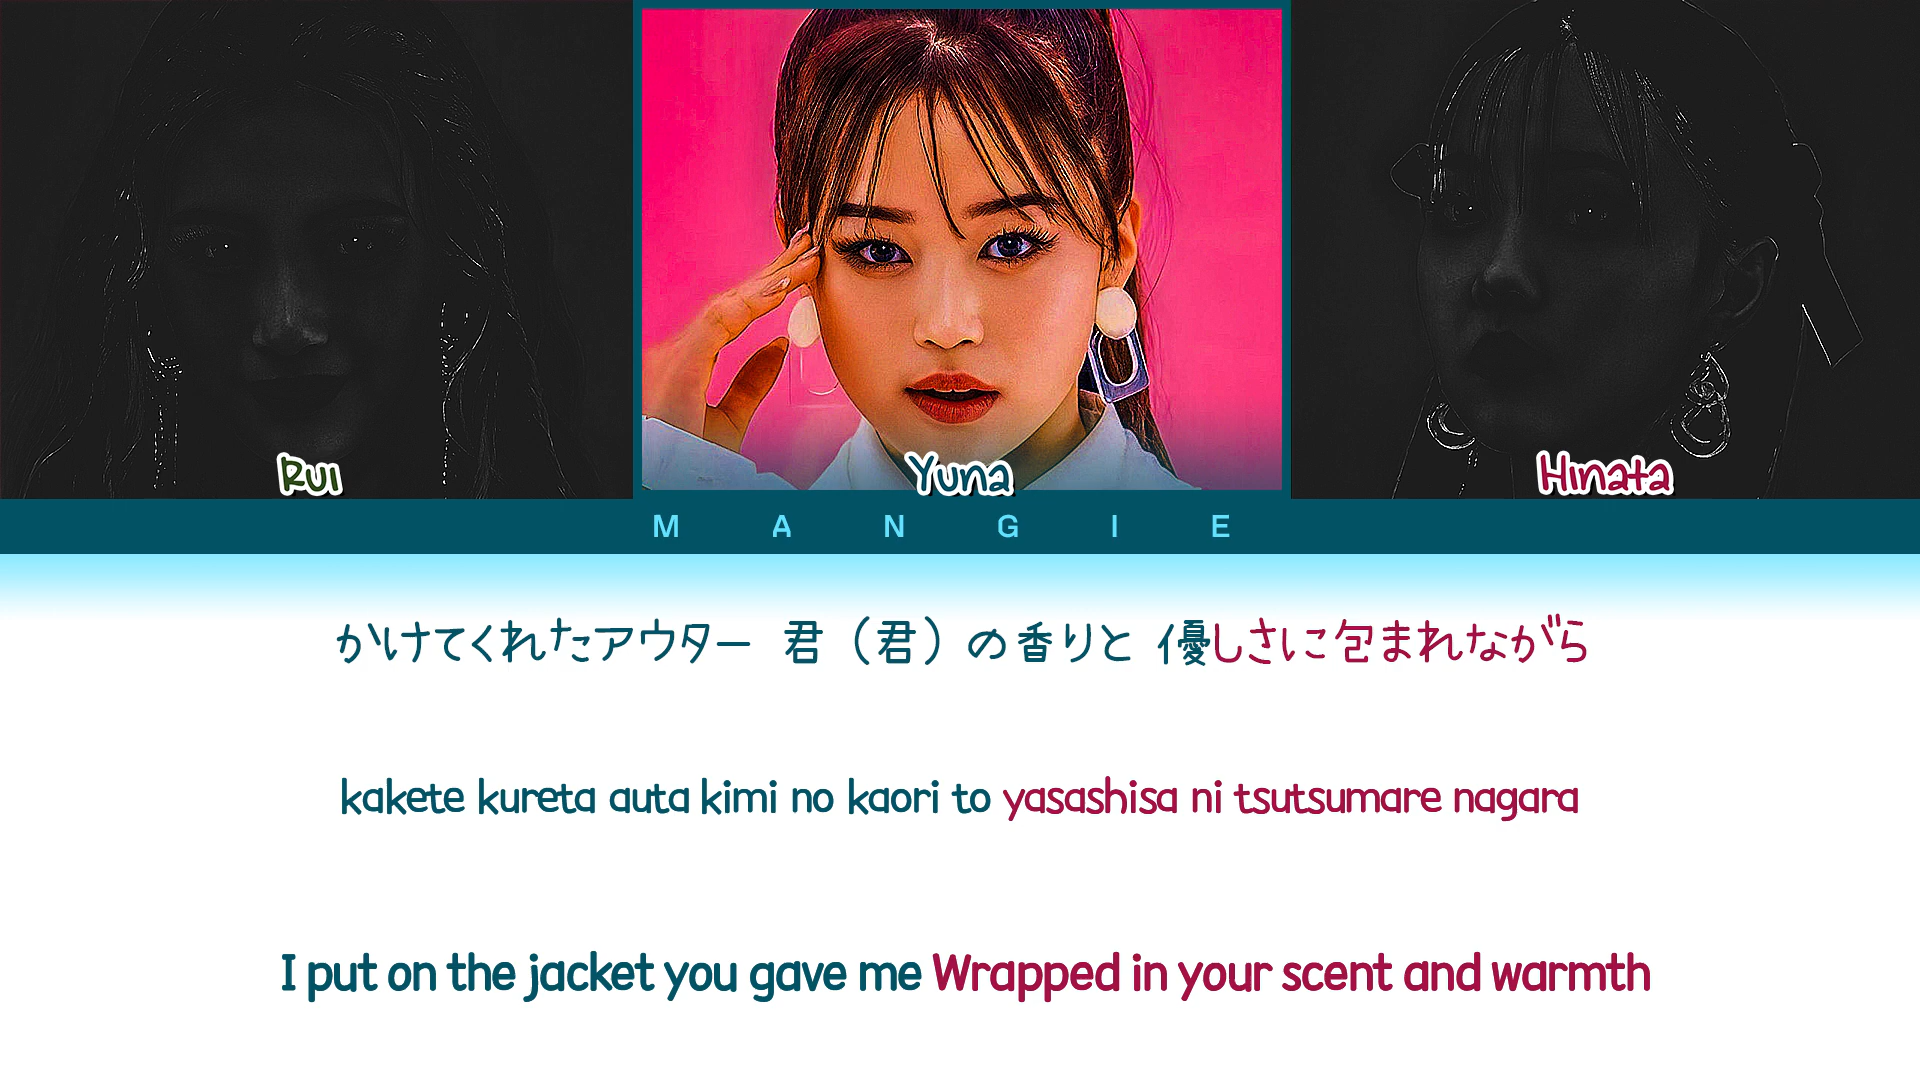 Rui
Yuna
Hinata
M A N G I E
かけてくれたアウター 君（君）の香りと 優しさに包まれながら
kakete kureta auta kimi no kaori to yasashisa ni tsutsumare nagara
I put on the jacket you gave me Wrapped in your scent and warmth